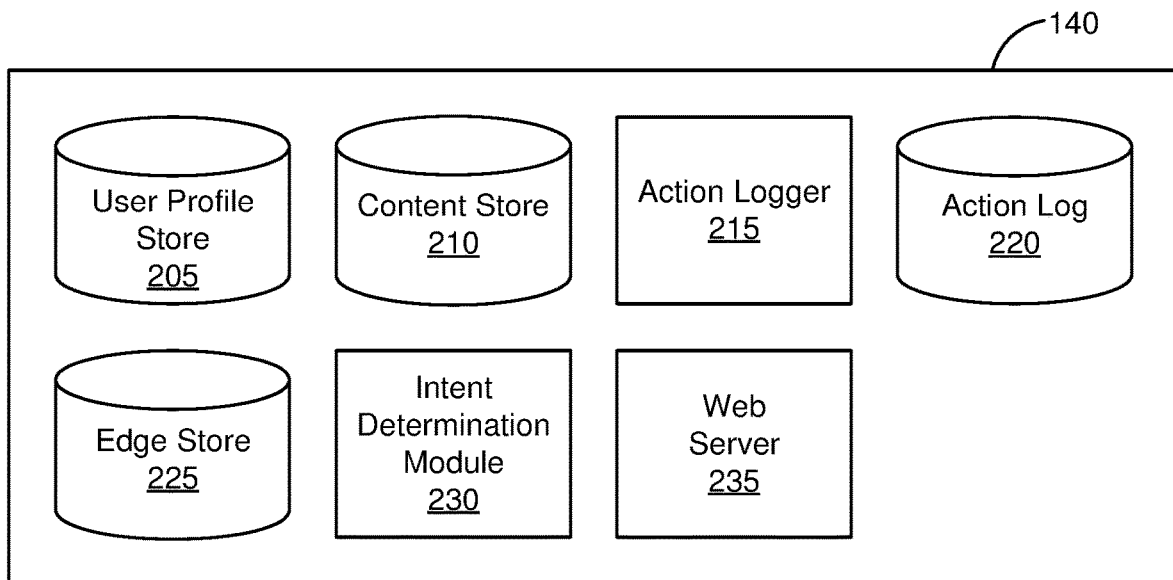 140
User Profile
Store
205
Content Store
210
Action Logger
215
Action Log
220
Edge Store
225
Intent
Determination
Module
230
Web
Server
235